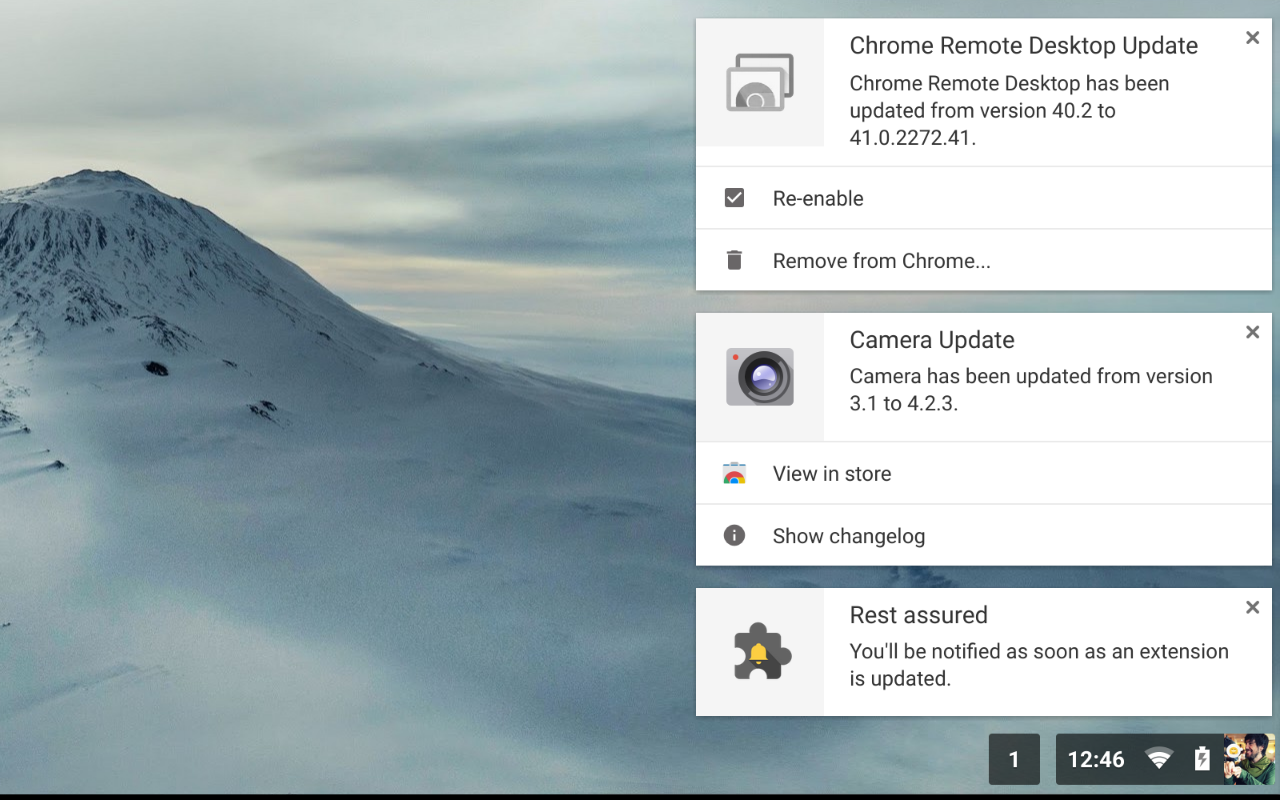 Chrome Remote Desktop Update
Chrome Remote Desktop has been
updated from version 40.2 to
41.0.2272.41.
Re-enable
Remove from Chrome...
Camera Update
Camera has been updated from version
3.1 to 4.2.3.
View in store
Show changelog
Rest assured
You'll be notified as soon as an extension
is updated.
1
12:46